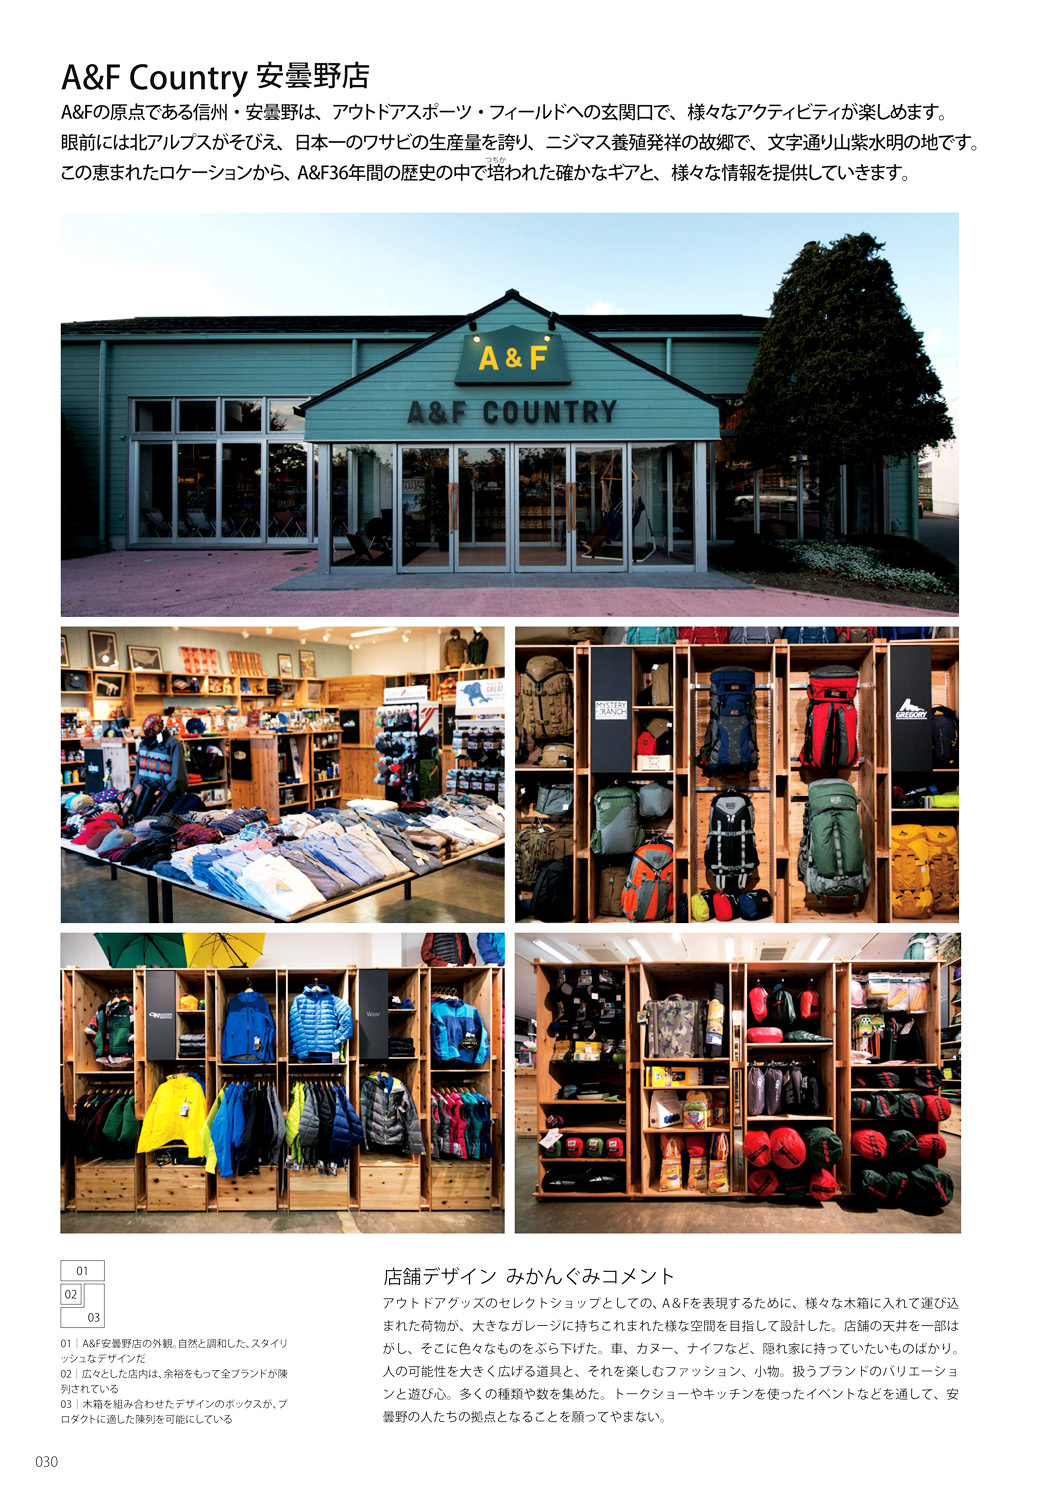 A&F Country 安曇野店
A&Fの原点である信州・安曇野は、アウトドアスポーツ・フィールドへの玄関口で、様々なアクティビティが楽しめます。
眼前には北アルプスがそびえ、日本一のワサビの生産量を誇り、ニジマス養殖発祥の故郷で、文字通り山紫水明の地です。
つちか
この恵まれたロケーションから、A&F36年間の歴史の中で培われた確かなギアと、様々な情報を提供していきます。
A & F
A&F COUNTRY
GREAT
MYSTERY
RANCH
GREGORY
OR
Wear
01
02
03
店舗デザイン みかんぐみコメント
アウトドアグッズのセレクトショップとしての、A&Fを表現するために、様々な木箱に入れて運び込
まれた荷物が、大きなガレージに持ちこれまれた様な空間を目指して設計した。店舗の天井を一部は
がし、そこに色々なものをぶら下げた。車、カヌー、ナイフなど、隠れ家に持っていたいものばかり。
人の可能性を大きく広げる道具と、それを楽しむファッション、小物。扱うブランドのバリエーショ
ンと遊び心。多くの種類や数を集めた。トークショーやキッチンを使ったイベントなどを通して、安
曇野の人たちの拠点となることを願ってやまない。
01｜A&F安曇野店の外観。自然と調和した、スタイリ
ッシュなデザインだ
02｜広々とした店内は、余裕をもって全ブランドが陳
列されている
03｜木箱を組み合わせたデザインのボックスが、プ
ロダクトに適した陳列を可能にしている
030